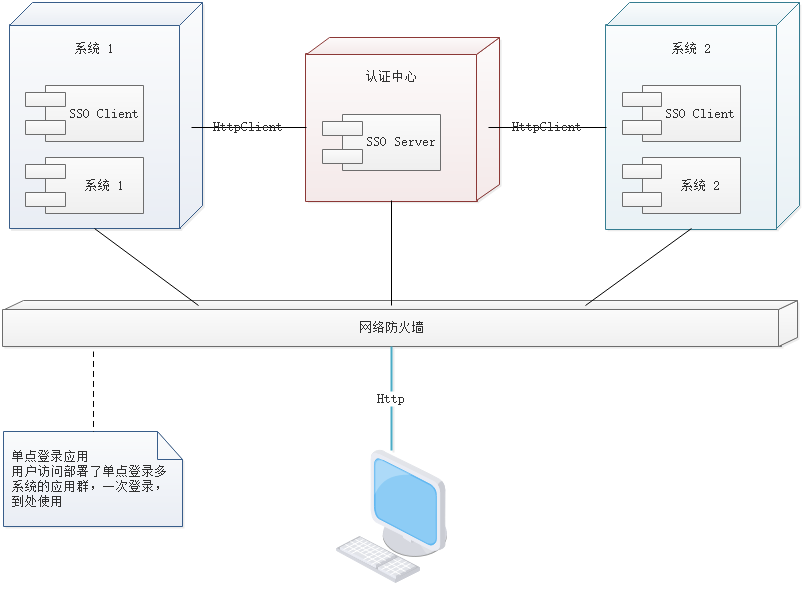 系统 1
SSO Client
系统 1
HttpClient
认证中心
SSO Server
HttpClient
系统 2
SSO Client
系统 2
网络防火墙
Http
单点登录应用
用户访问部署了单点登录多
系统的应用群，一次登录，
到处使用